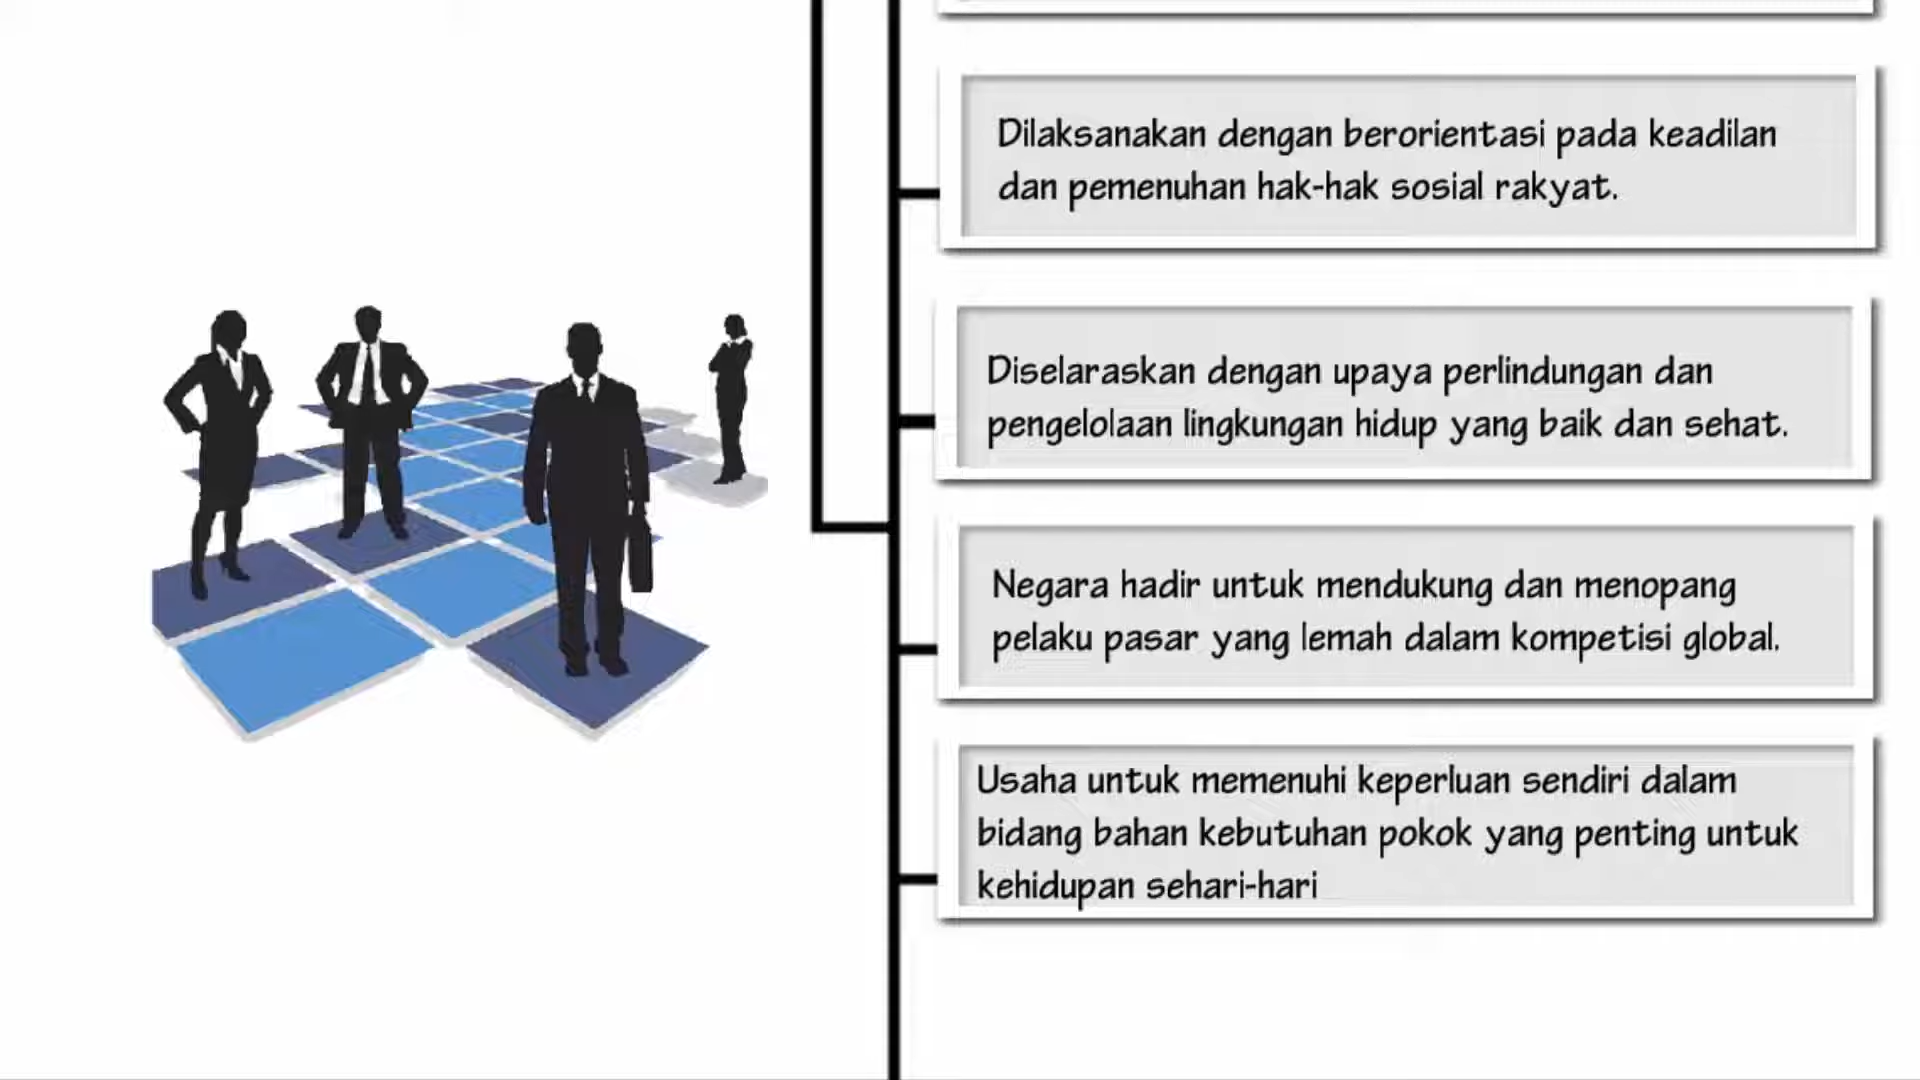 Dilaksanakan dengan berorientasi pada keadilan
dan pemenuhan hak-hak sosial rakyat.
Diselaraskan dengan upaya perlindungan dan
pengelolaan lingkungan hidup yang baik dan sehat.
Negara hadir untuk mendukung dan menopang
pelaku pasar yang lemah dalam kompetisi global.
Usaha untuk memenuhi keperluan sendiri dalam
bidang bahan kebutuhan pokok yang penting untuk
kehidupan sehari-hari